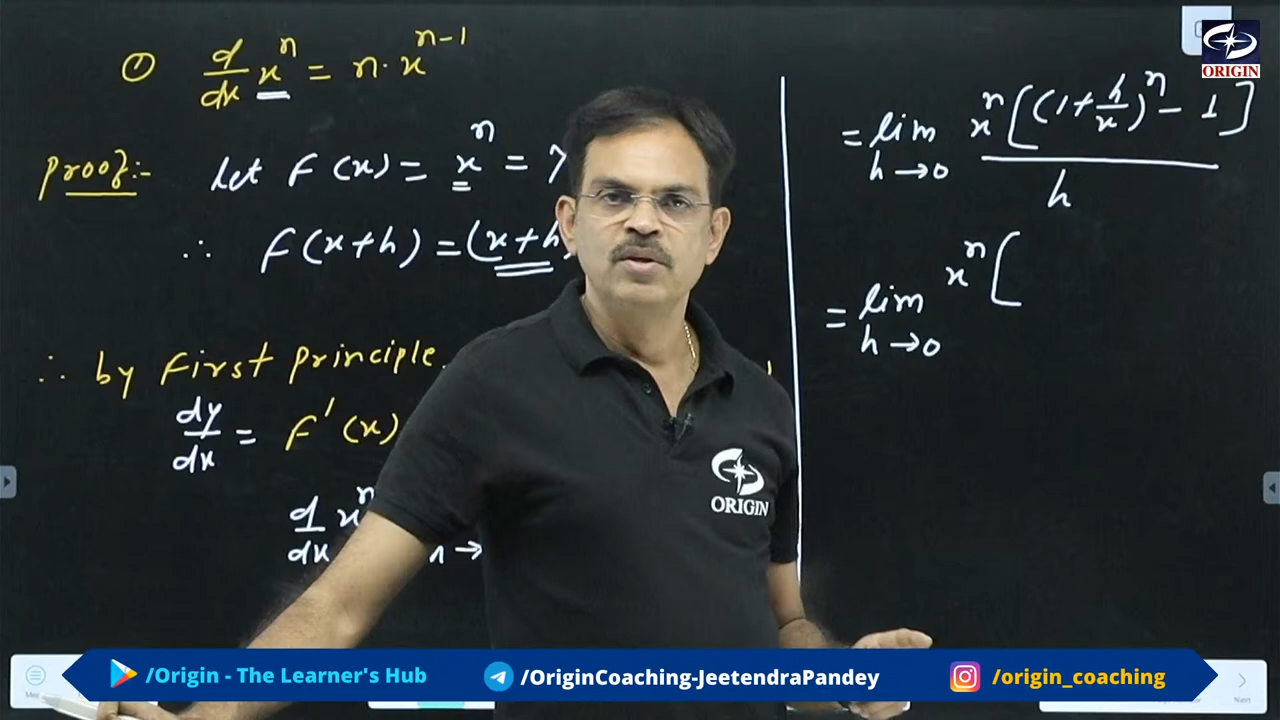 ① d/dx xⁿ = n·xⁿ⁻¹
Proof:- let F(x) = xⁿ =
∴ F(x+h) = (x+h
∴ by First principle
dy/dx = F'(x)
d/dx xⁿ
= lim h→0 xⁿ[(1+h/x)ⁿ - 1] / h
= lim h→0 xⁿ[
ORIGIN
ORIGIN
/Origin - The Learner's Hub
/OriginCoaching-JeetendraPandey
/origin_coaching
Next